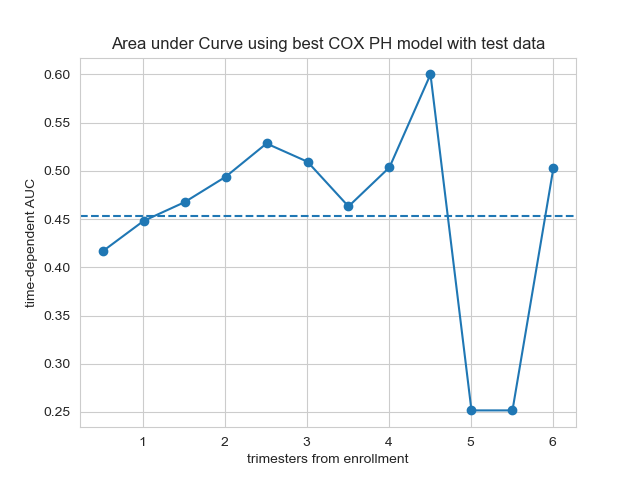 Area under Curve using best COX PH model with test data
time-dependent AUC
0.60
0.55
0.50
0.45
0.40
0.35
0.30
0.25
1 2 3 4 5 6
trimesters from enrollment